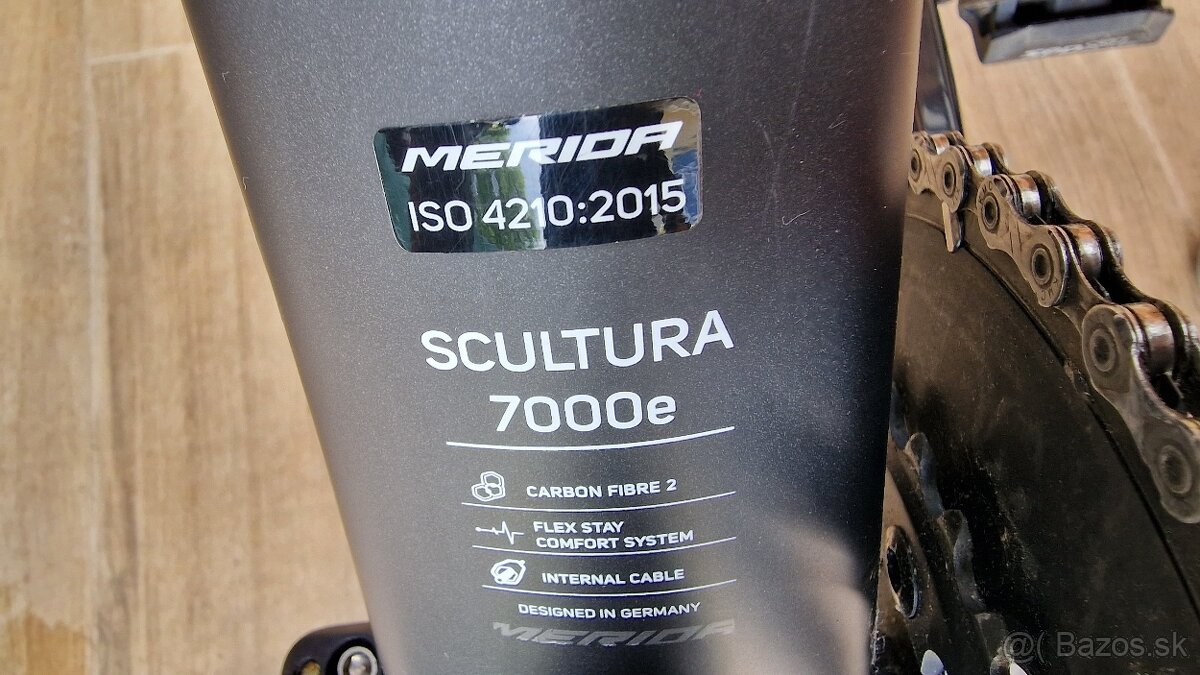 MERIDA
ISO 4210:2015
SCULTURA
7000e
CARBON FIBRE 2
FLEX STAY
COMFORT SYSTEM
INTERNAL CABLE
DESIGNED IN GERMANY
MERIDA
@( Bazos.sk